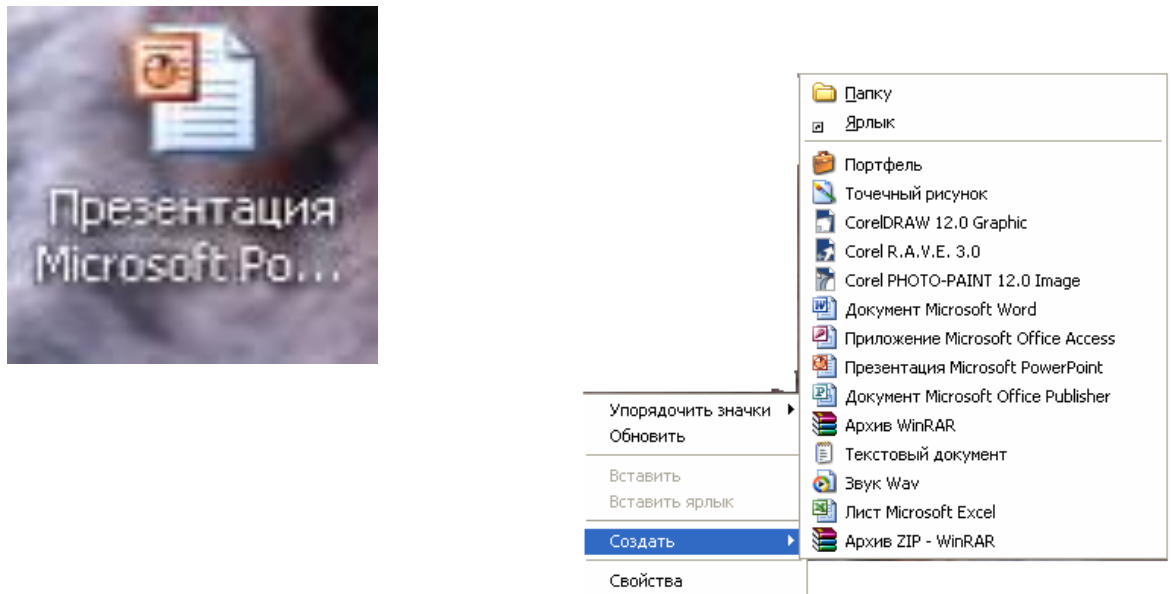 Презентация
Microsoft Po...
Папку
Ярлык
Портфель
Точечный рисунок
CorelDRAW 12.0 Graphic
Corel R.A.V.E. 3.0
Corel PHOTO-PAINT 12.0 Image
Документ Microsoft Word
Приложение Microsoft Office Access
Презентация Microsoft PowerPoint
Документ Microsoft Office Publisher
Архив WinRAR
Текстовый документ
Звук Wav
Лист Microsoft Excel
Архив ZIP - WinRAR
Упорядочить значки
Обновить
Вставить
Вставить ярлык
Создать
Свойства